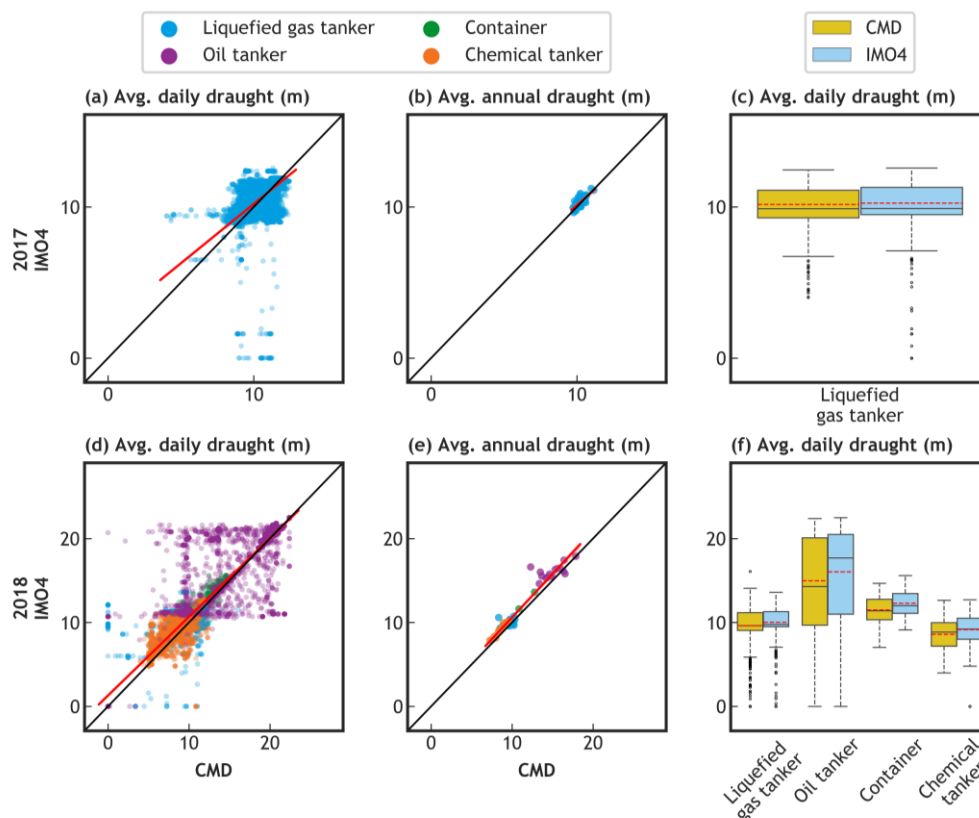 Liquefied gas tanker
Container
Oil tanker
Chemical tanker
CMD
IMO4
(a) Avg. daily draught (m)
(b) Avg. annual draught (m)
(c) Avg. daily draught (m)
2017
IMO4
10
0
0
10
10
0
0
10
10
0
Liquefied
gas tanker
(d) Avg. daily draught (m)
(e) Avg. annual draught (m)
(f) Avg. daily draught (m)
2018
IMO4
20
10
0
0
10
20
CMD
20
10
0
0
10
20
CMD
20
10
0
Liquefied
gas tanker
Oil tanker
Container
Chemical
tanker